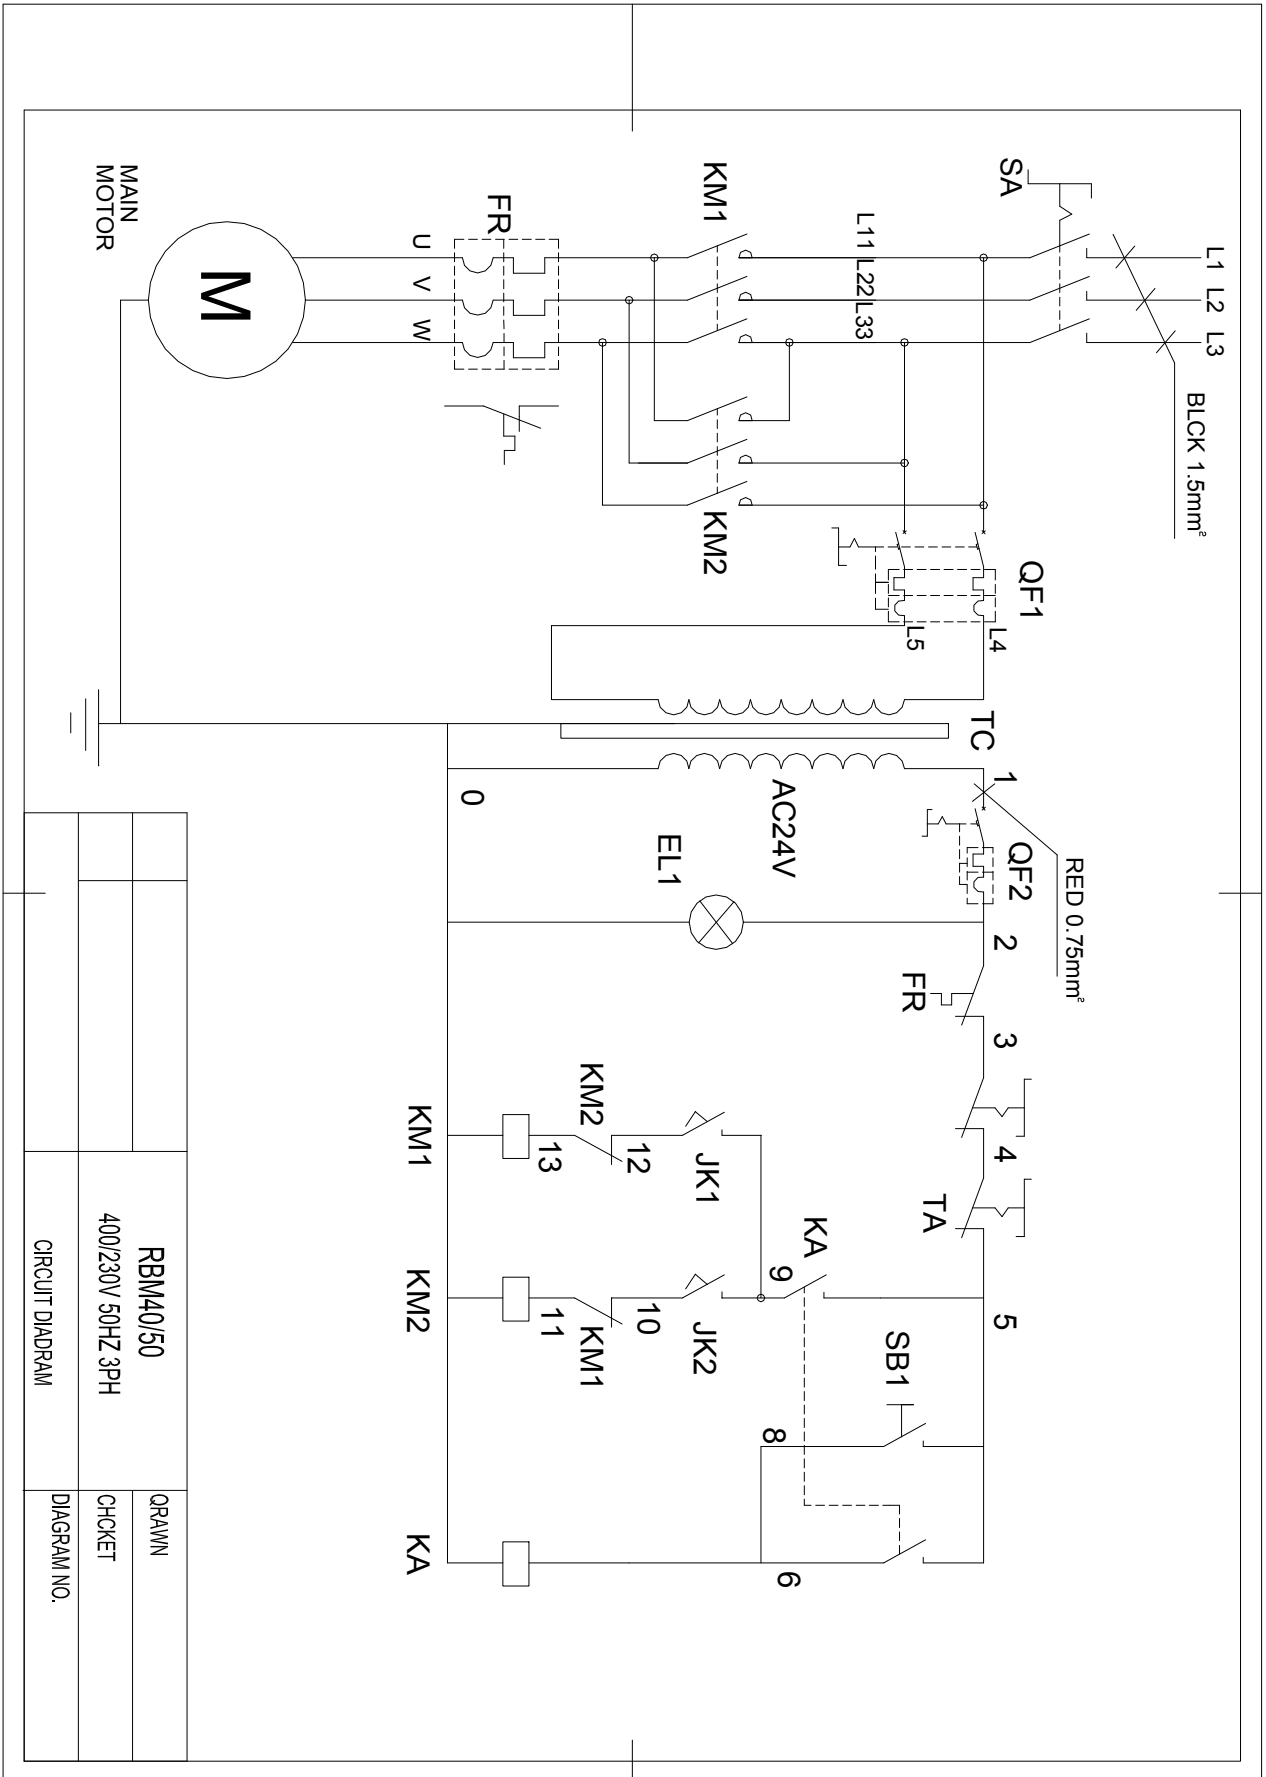 L1
L2
L3
BLCK 1.5mm²
SA
L11
L22
L33
KM1
KM2
FR
U
V
W
M
MAIN
MOTOR
QF1
L4
L5
TC
AC24V
1
RED 0.75mm²
QF2
0
EL1
2
FR
3
4
TA
5
KM2
12
13
JK1
KM1
KA
9
JK2
10
KM1
11
KM2
SB1
8
6
KA
RBM40/50
400/230V 50HZ 3PH
CIRCUIT DIADRAM
QRAWN
CHCKET
DIAGRAM NO.